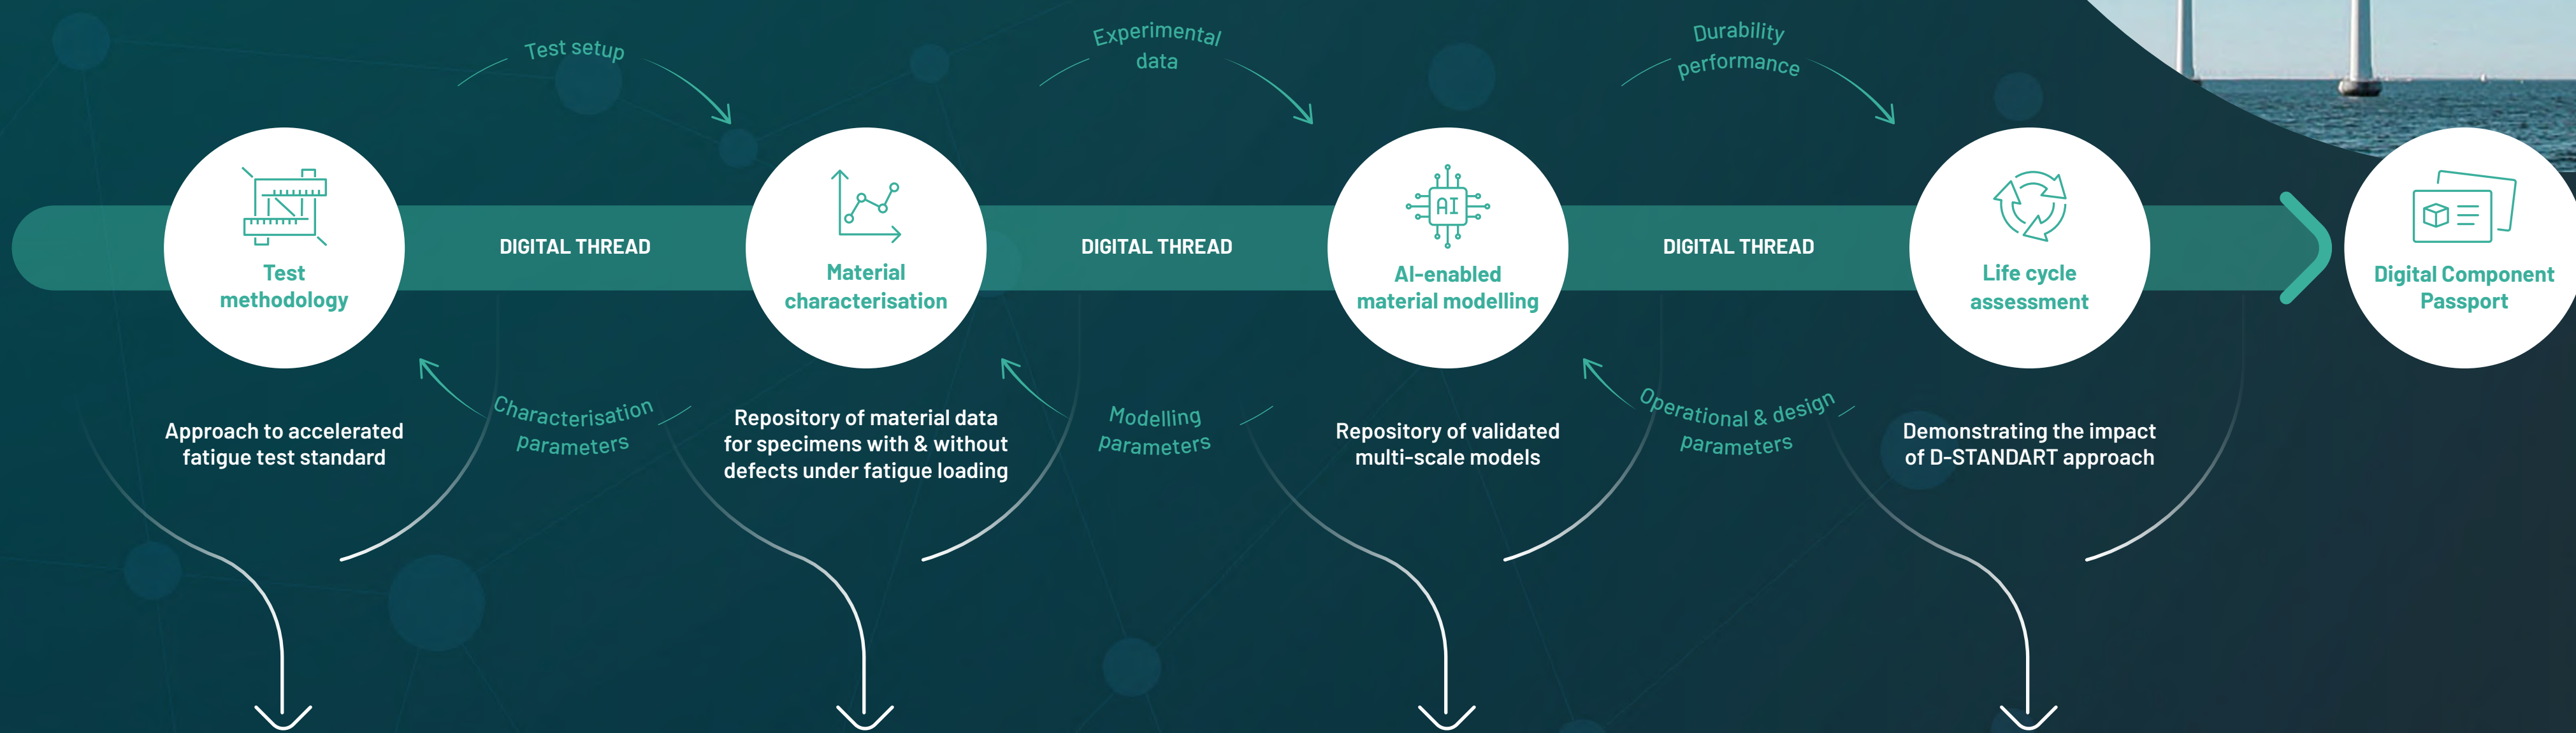 Test setup
Experimental
data
Durability
performance
Test
methodology
DIGITAL THREAD
Material
characterisation
DIGITAL THREAD
AI
AI-enabled
material modelling
DIGITAL THREAD
Life cycle
assessment
Digital Component
Passport
Characterisation
parameters
Modelling
parameters
Operational & design
parameters
Approach to accelerated
fatigue test standard
Repository of material data
for specimens with & without
defects under fatigue loading
Repository of validated
multi-scale models
Demonstrating the impact
of D-STANDART approach